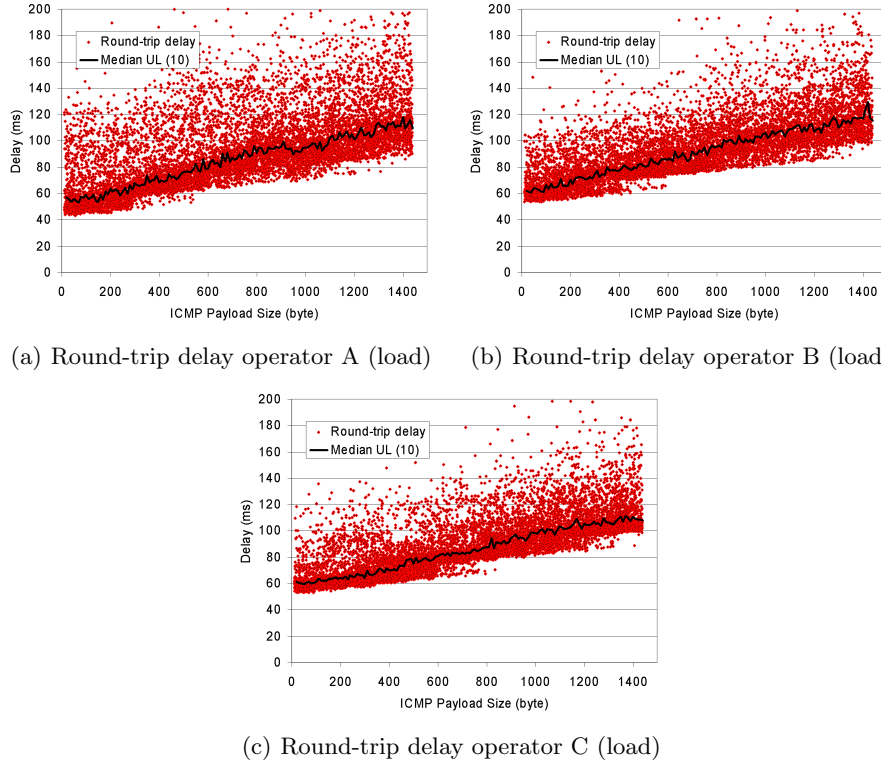 200
180
160
140
120
100
80
60
40
20
0
Delay (ms)
Round-trip delay
Median UL (10)
0 200 400 600 800 1000 1200 1400
ICMP Payload Size (byte)
(a) Round-trip delay operator A (load)
200
180
160
140
120
100
80
60
40
20
0
Delay (ms)
Round-trip delay
Median UL (10)
0 200 400 600 800 1000 1200 1400
ICMP Payload Size (byte)
(b) Round-trip delay operator B (load
200
180
160
140
120
100
80
60
40
20
0
Delay (ms)
Round-trip delay
Median UL (10)
0 200 400 600 800 1000 1200 1400
ICMP Payload Size (byte)
(c) Round-trip delay operator C (load)